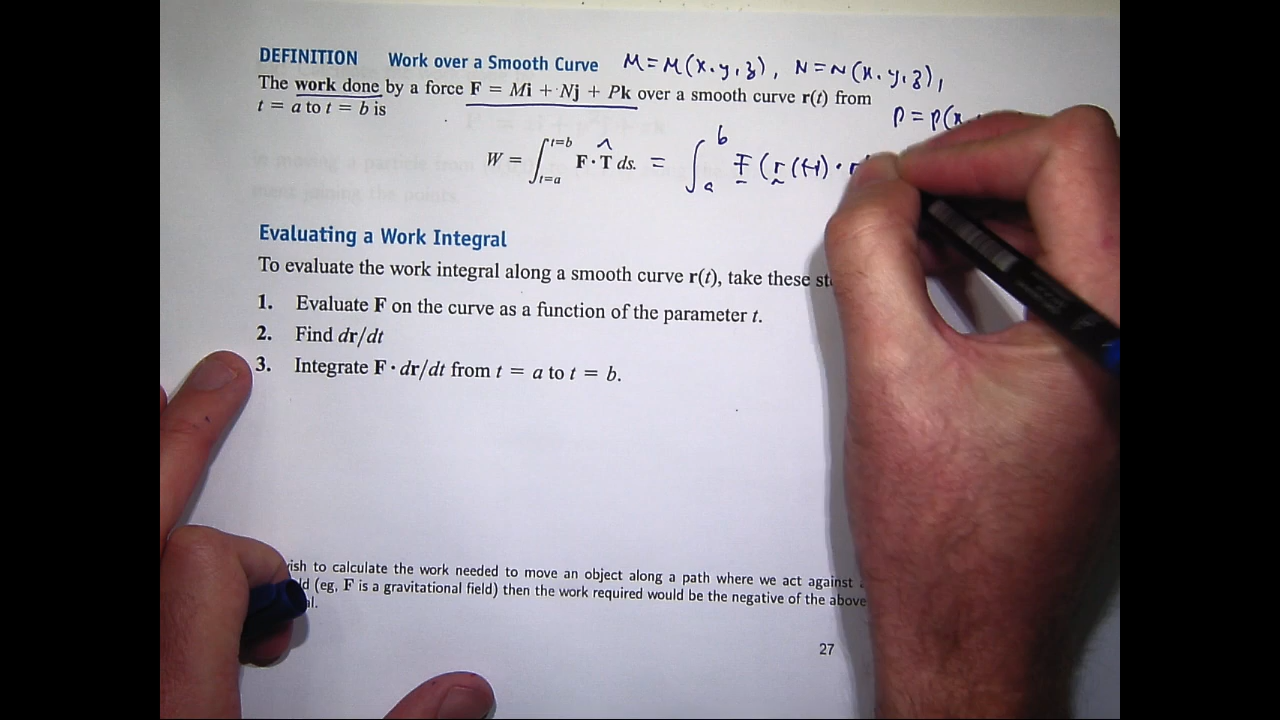 DEFINITION Work over a Smooth Curve M=M(x,y,z), N=N(x,y,z),
The work done by a force F = Mi + Nj + Pk over a smooth curve r(t) from
P=P(x
t = a to t = b is
W = ∫_{t=a}^{t=b} F · T̂ ds. = ∫_a^b F(r(t)) · r'
Evaluating a Work Integral
To evaluate the work integral along a smooth curve r(t), take these
1. Evaluate F on the curve as a function of the parameter t.
2. Find dr/dt
3. Integrate F · dr/dt from t = a to t = b.
to calculate the work needed to move an object along a path where we act against
(eg, F is a gravitational field) then the work required would be the negative of the above
27